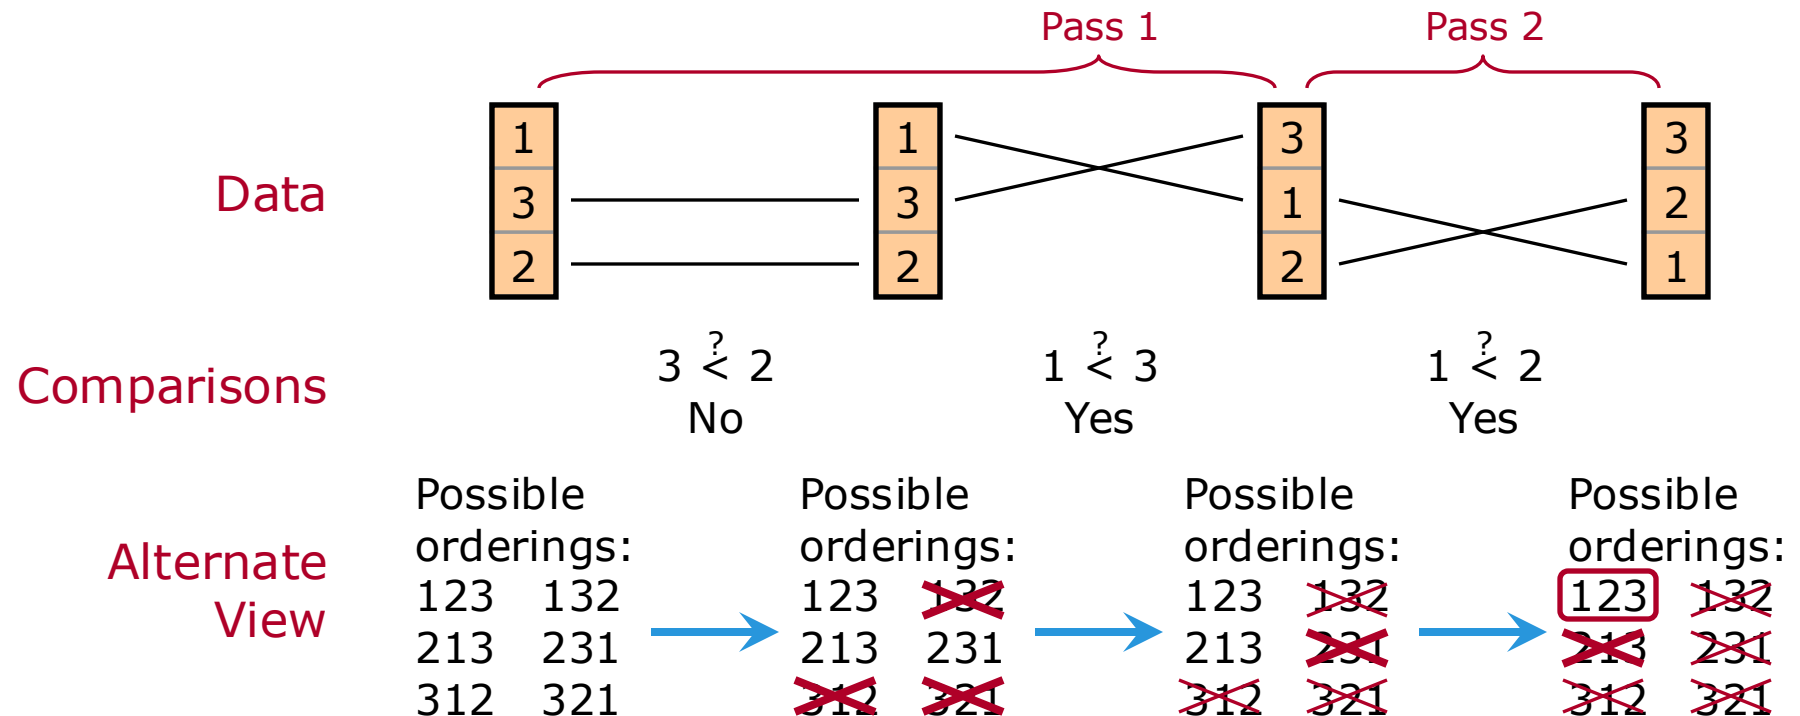 Pass 1 Pass 2
1 1 3 3
Data 3 3 1 2
2 2 2 1
? ? ?
3 < 2 1 < 3 1 < 2
Comparisons
No Yes Yes
Possible Possible Possible Possible
orderings: orderings: orderings: orderings:
Alternate
View
123 132 123 132 123 132 123 132
213 231 213 231 213 231 213 231
312 321 312 321 312 321 312 321